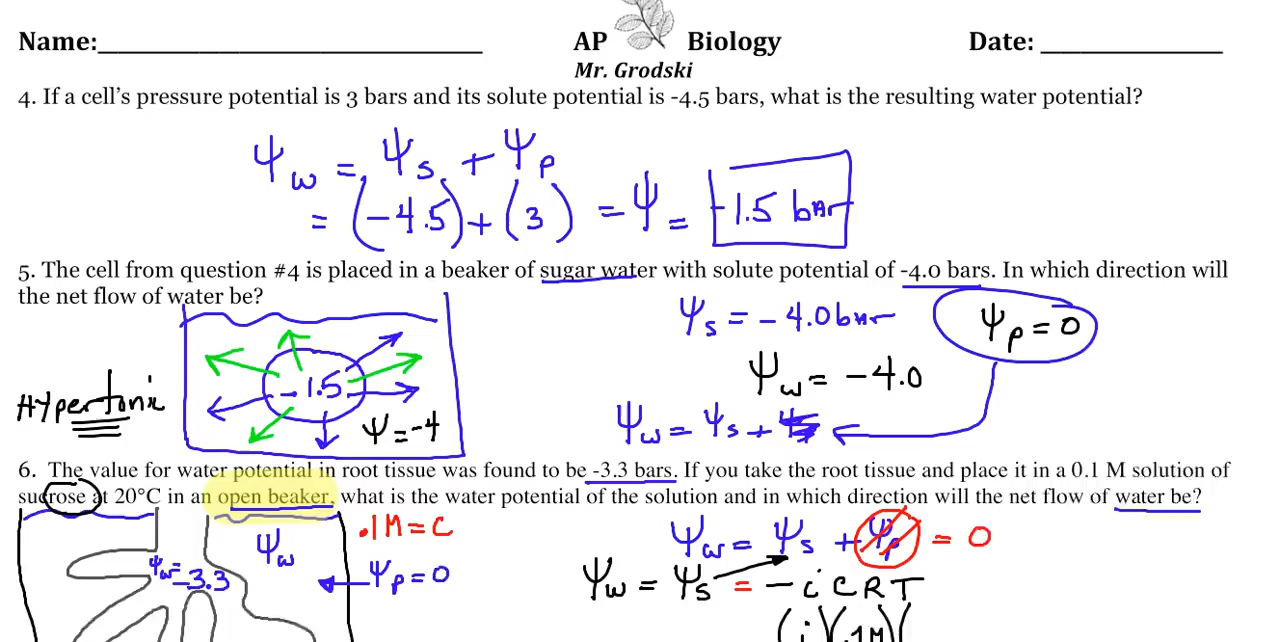 Name:________________________________ AP Biology Date: _______________
Mr. Grodski
4. If a cell's pressure potential is 3 bars and its solute potential is -4.5 bars, what is the resulting water potential?
Ψw = Ψs + Ψp
= (-4.5) + (3) = Ψ = -1.5 bar
5. The cell from question #4 is placed in a beaker of sugar water with solute potential of -4.0 bars. In which direction will
the net flow of water be?
Ψs = -4.0 bar
Ψp = 0
-1.5
Ψw = -4.0
Hypertonic
Ψ = -4
Ψw = Ψs +
6. The value for water potential in root tissue was found to be -3.3 bars. If you take the root tissue and place it in a 0.1 M solution of
sucrose at 20°C in an open beaker, what is the water potential of the solution and in which direction will the net flow of water be?
.1M = C
Ψw = Ψs + Ψp = 0
Ψw
Ψw = -3.3
Ψp = 0
Ψw = Ψs = -iCRT
(i)(.1M)(